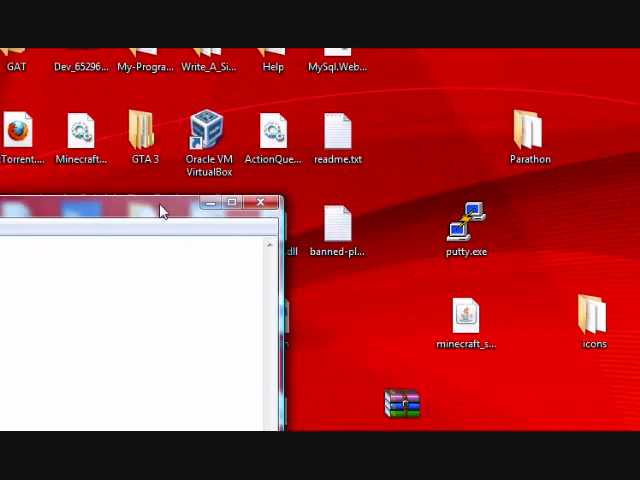 GAT
Dev_65296...
My-Progra...
Write_A_Si...
Help
MySql.Web...
:Torrent....
Minecraft...
GTA 3
Oracle VM
VirtualBox
ActionQue...
readme.txt
Parathon
.dll
banned-pl...
putty.exe
minecraft_s...
icons